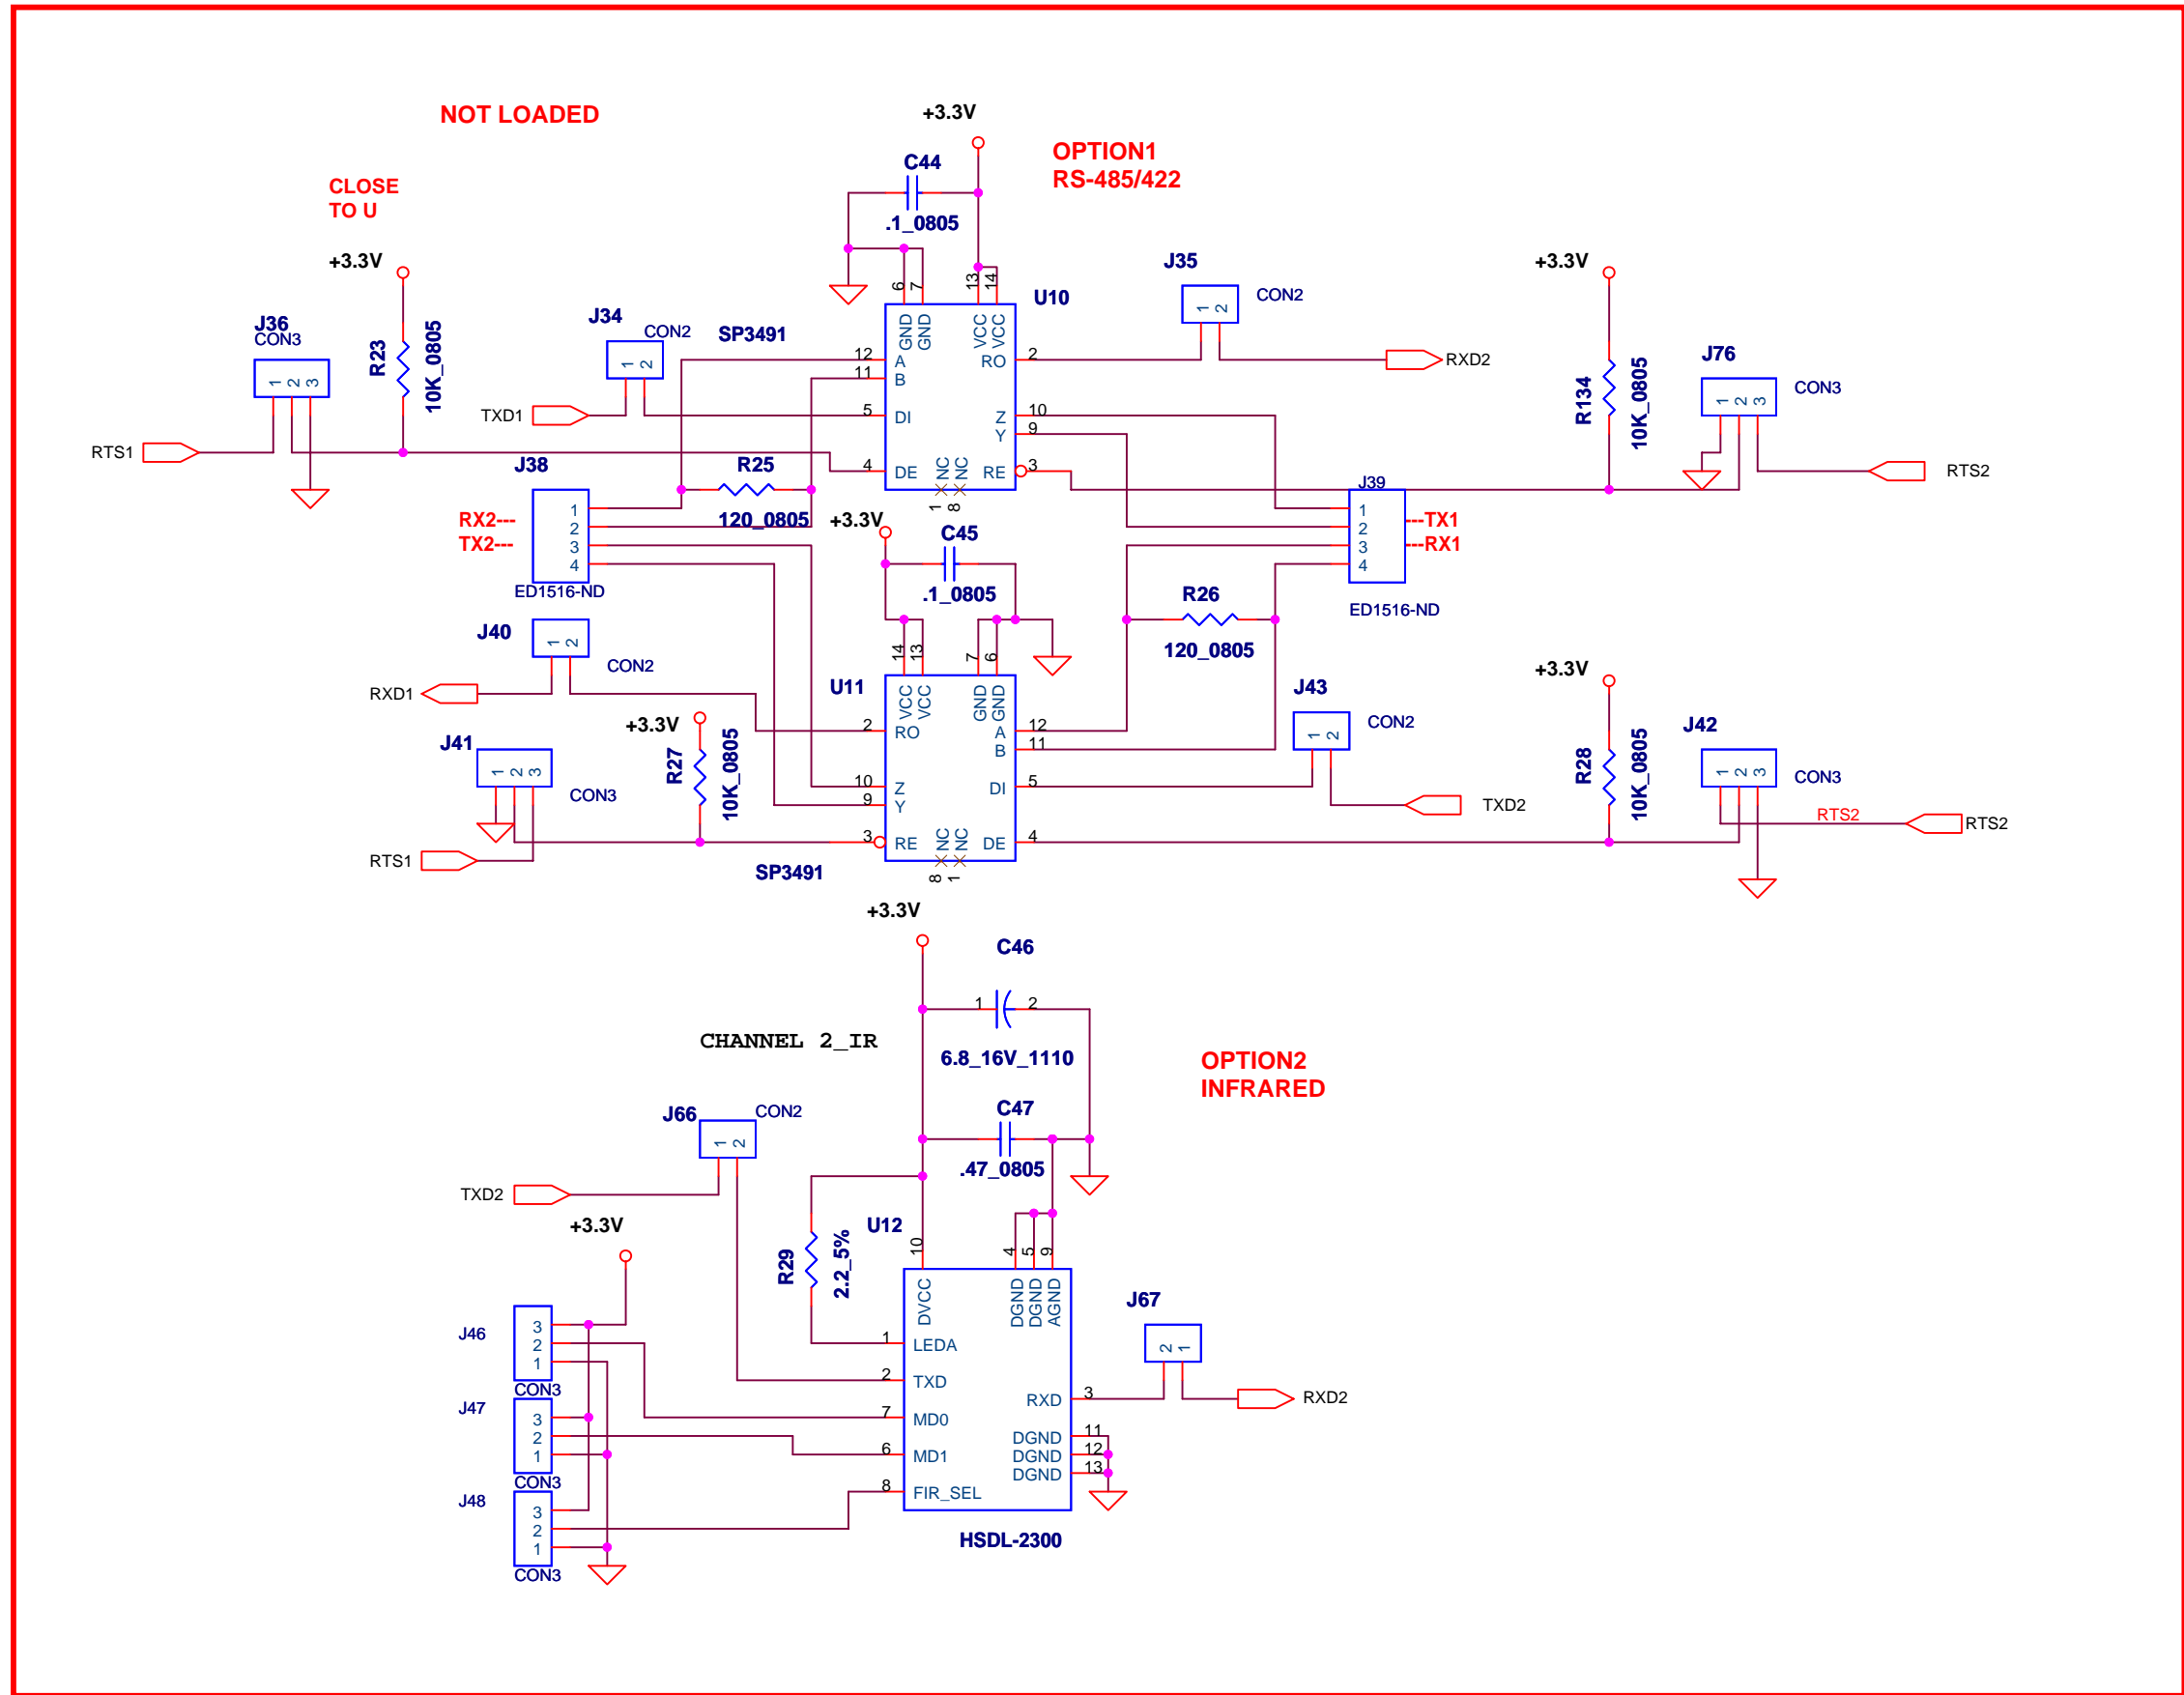 NOT LOADED
+3.3V
OPTION1
RS-485/422
C44
.1_0805
CLOSE
TO U
+3.3V
J36
CON3
1 2 3
R23
10K_0805
RTS1
J34
CON2
1 2
TXD1
SP3491
U10
6 7 13 14
GND GND VCC VCC
12 A
11 B
5 DI
4 DE
RO 2
Z 10
Y 9
RE 3
NC NC
1 8
J35
CON2
1 2
RXD2
+3.3V
R134
10K_0805
J76
CON3
1 2 3
RTS2
J38
1
2
3
4
RX2---
TX2---
ED1516-ND
R25
120_0805
+3.3V
C45
.1_0805
J39
1
2
3
4
---TX1
---RX1
ED1516-ND
R26
120_0805
J40
CON2
1 2
RXD1
J41
CON3
1 2 3
RTS1
+3.3V
R27
10K_0805
U11
14 13 7 6
VCC VCC GND GND
2 RO
10 Z
9 Y
3 RE
A 12
B 11
DI 5
DE 4
NC NC
8 1
SP3491
J43
CON2
1 2
TXD2
+3.3V
R28
10K_0805
J42
CON3
1 2 3
RTS2
RTS2
+3.3V
C46
1 2
6.8_16V_1110
CHANNEL 2_IR
OPTION2
INFRARED
C47
.47_0805
J66
CON2
1 2
TXD2
+3.3V
R29
2.2_5%
U12
10 4 5 9
DVCC DGND DGND AGND
1 LEDA
2 TXD
7 MD0
6 MD1
8 FIR_SEL
RXD 3
DGND 11
DGND 12
DGND 13
HSDL-2300
J67
2 1
RXD2
J46
3
2
1
CON3
J47
3
2
1
CON3
J48
3
2
1
CON3